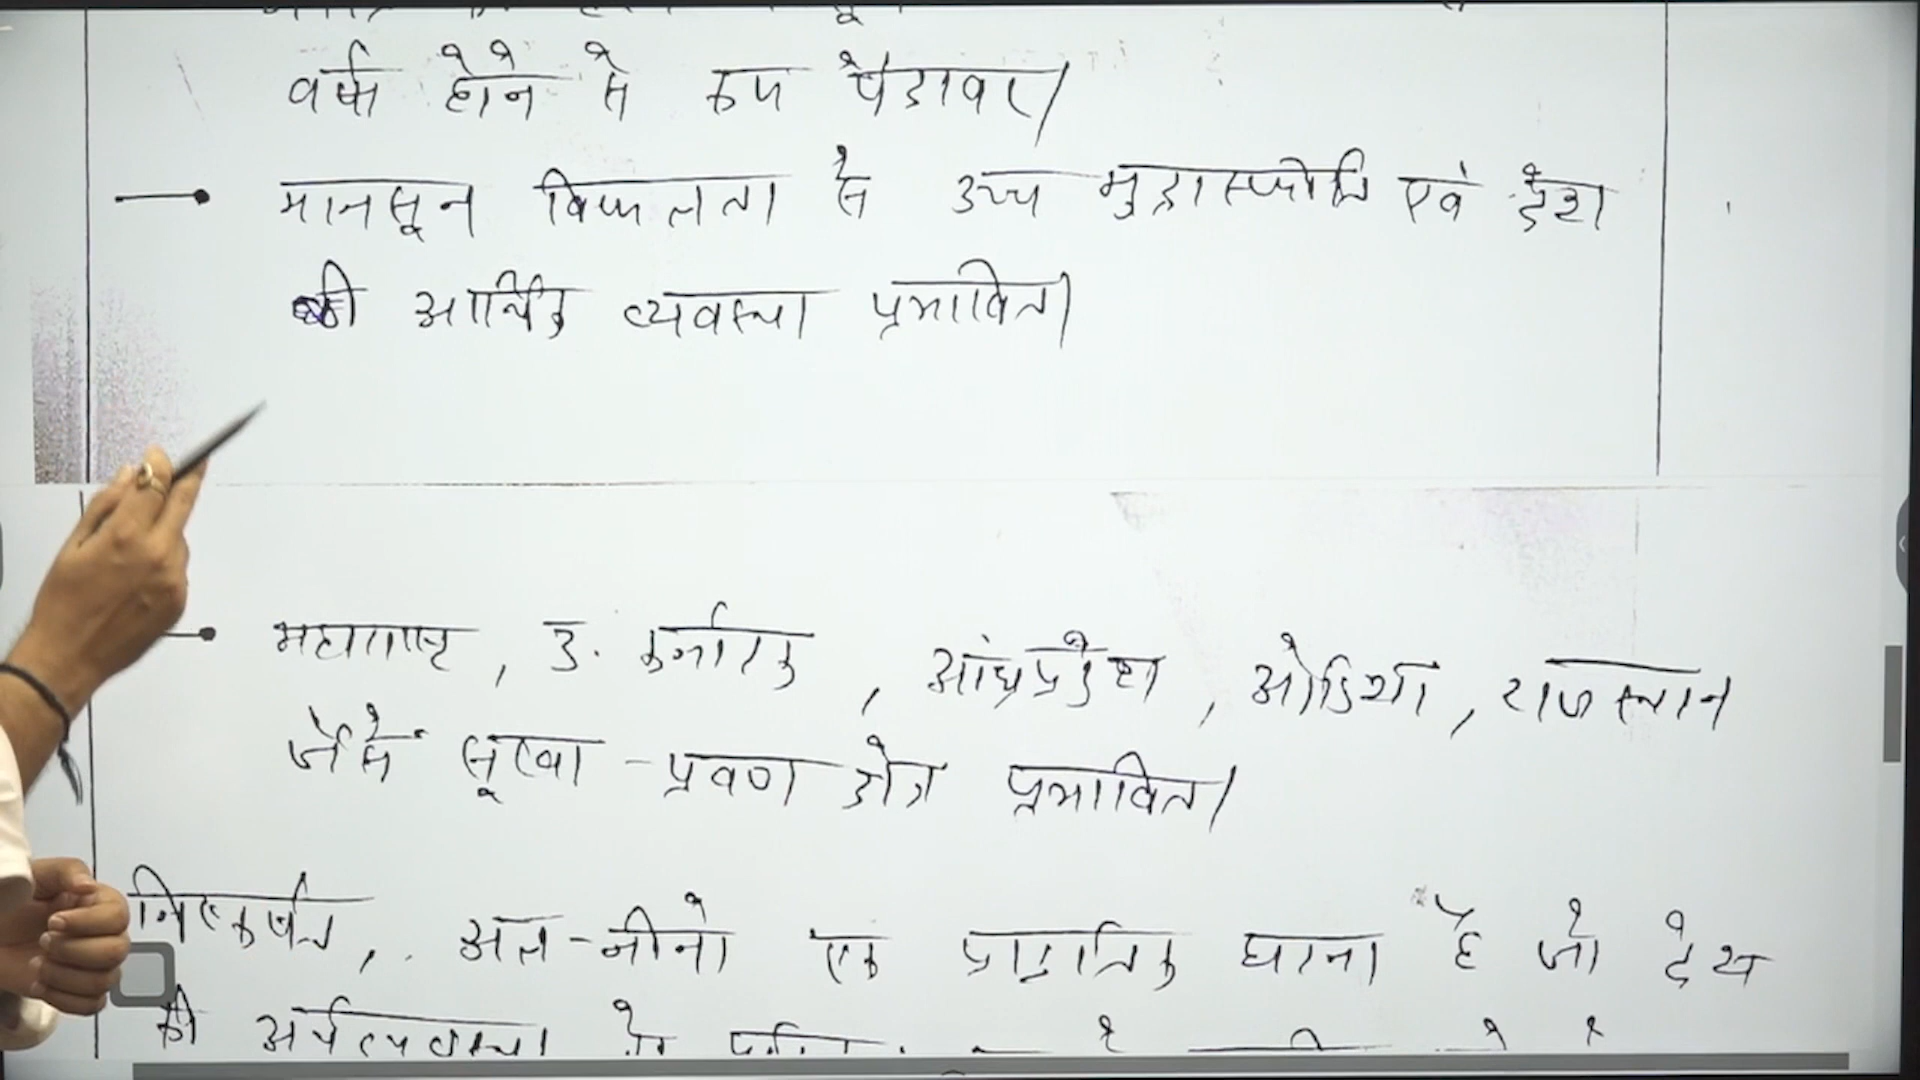 वर्षा होने से कम पैदावार।
मानसून विफलता से उच्च मुद्रास्फीति एवं देश
की आर्थिक व्यवस्था प्रभावित।
महाराष्ट्र, उ. कर्नाटक, आंध्रप्रदेश, ओडिशा, राजस्थान
जैसे सूखा-प्रवण क्षेत्र प्रभावित।
निष्कर्षत, अल-नीनो एक प्राकृतिक घटना है जो देश
की अर्थव्यवस्था